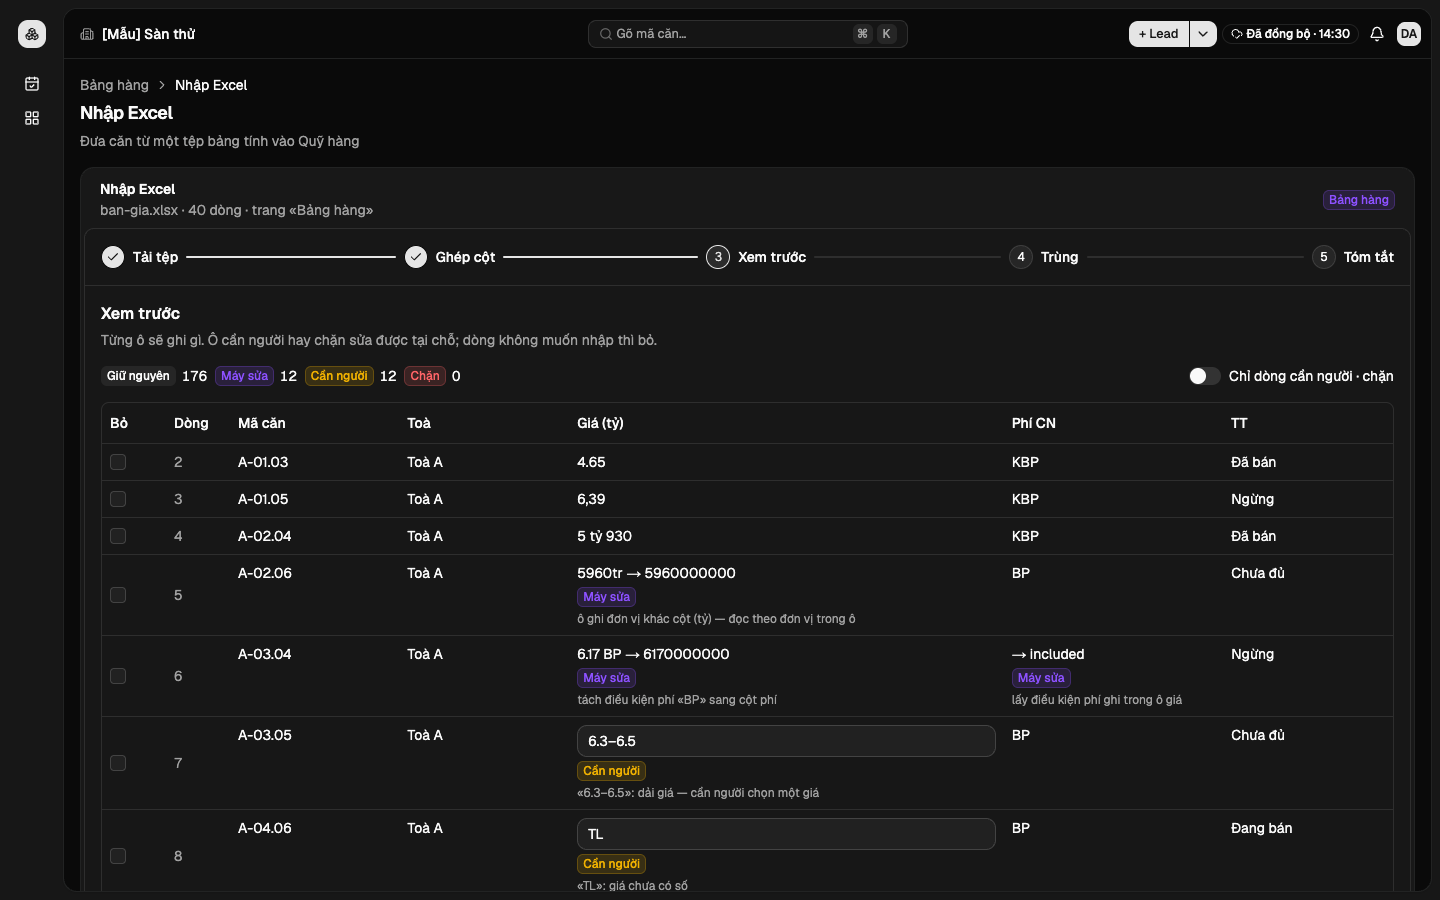 [Mẫu] Sàn thử
Gõ mã căn...
⌘ K
+ Lead
Đã đồng bộ · 14:30
DA
Bảng hàng > Nhập Excel
Nhập Excel
Đưa căn từ một tệp bảng tính vào Quỹ hàng
Nhập Excel
ban-gia.xlsx · 40 dòng · trang «Bảng hàng»
Bảng hàng
Tải tệp
Ghép cột
3 Xem trước
4 Trùng
5 Tóm tắt
Xem trước
Từng ô sẽ ghi gì. Ô cần người hay chặn sửa được tại chỗ; dòng không muốn nhập thì bỏ.
Giữ nguyên 176 Máy sửa 12 Cần người 12 Chặn 0
Chỉ dòng cần người · chặn
Bỏ Dòng Mã căn Toà Giá (tỷ) Phí CN TT
2 A-01.03 Toà A 4.65 KBP Đã bán
3 A-01.05 Toà A 6,39 KBP Ngừng
4 A-02.04 Toà A 5 tỷ 930 KBP Đã bán
5 A-02.06 Toà A 5960tr → 5960000000 BP Chưa đủ
Máy sửa
ô ghi đơn vị khác cột (tỷ) — đọc theo đơn vị trong ô
6 A-03.04 Toà A 6.17 BP → 6170000000 → included Ngừng
Máy sửa Máy sửa
tách điều kiện phí «BP» sang cột phí lấy điều kiện phí ghi trong ô giá
7 A-03.05 Toà A 6.3–6.5 BP Chưa đủ
Cần người
«6.3–6.5»: dải giá — cần người chọn một giá
8 A-04.06 Toà A TL BP Đang bán
Cần người
«TL»: giá chưa có số